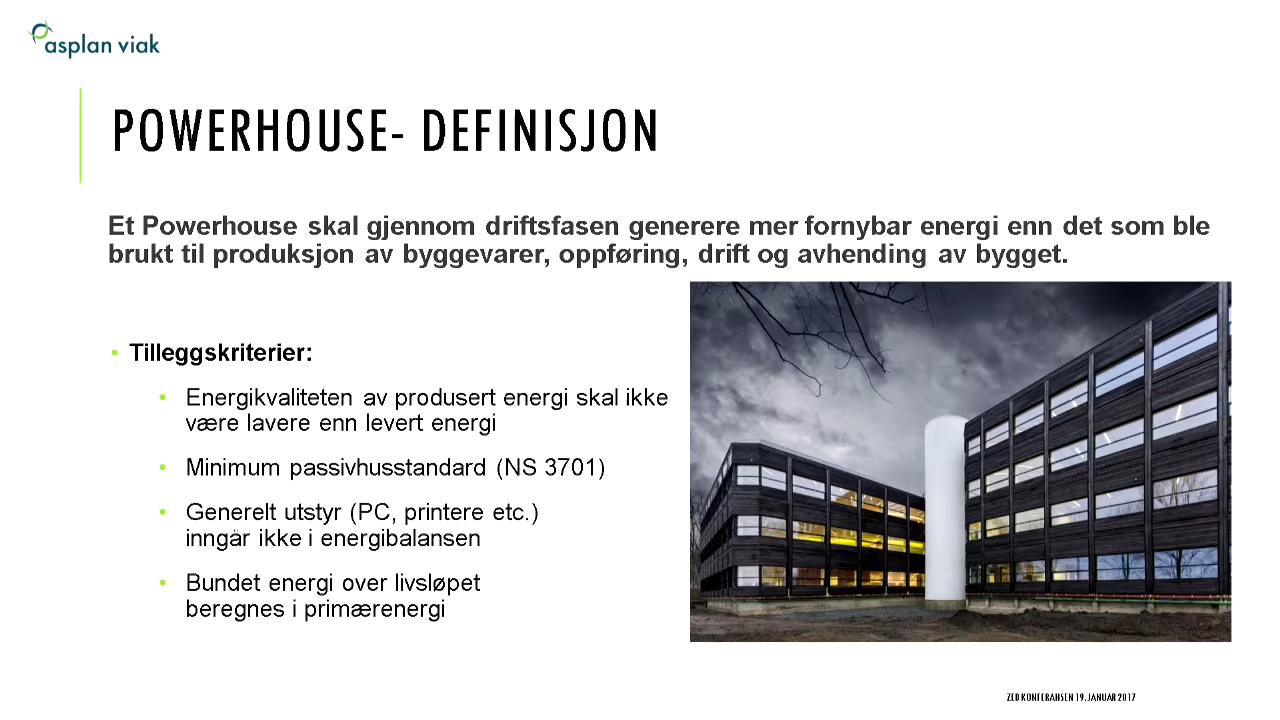 asplan viak
POWERHOUSE- DEFINISJON
Et Powerhouse skal gjennom driftsfasen generere mer fornybar energi enn det som ble
brukt til produksjon av byggevarer, oppføring, drift og avhending av bygget.
• Tilleggskriterier:
• Energikvaliteten av produsert energi skal ikke
være lavere enn levert energi
• Minimum passivhusstandard (NS 3701)
• Generelt utstyr (PC, printere etc.)
inngår ikke i energibalansen
• Bundet energi over livsløpet
beregnes i primærenergi
ZEB KONFERANSEN 19. JANUAR 2017